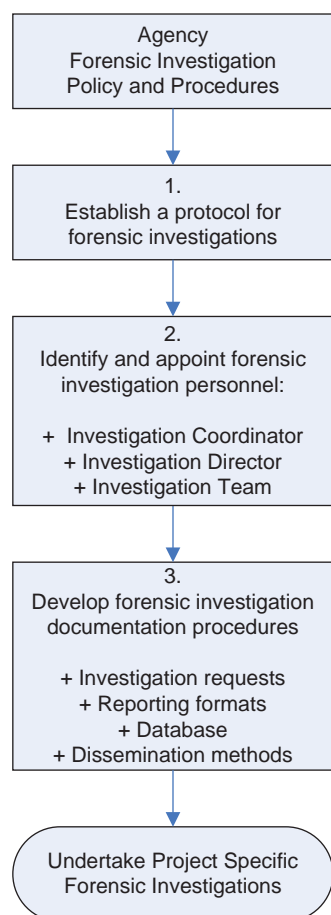 Agency
Forensic Investigation
Policy and Procedures
1.
Establish a protocol for
forensic investigations
2.
Identify and appoint forensic
investigation personnel:
+ Investigation Coordinator
+ Investigation Director
+ Investigation Team
3.
Develop forensic investigation
documentation procedures
+ Investigation requests
+ Reporting formats
+ Database
+ Dissemination methods
Undertake Project Specific
Forensic Investigations